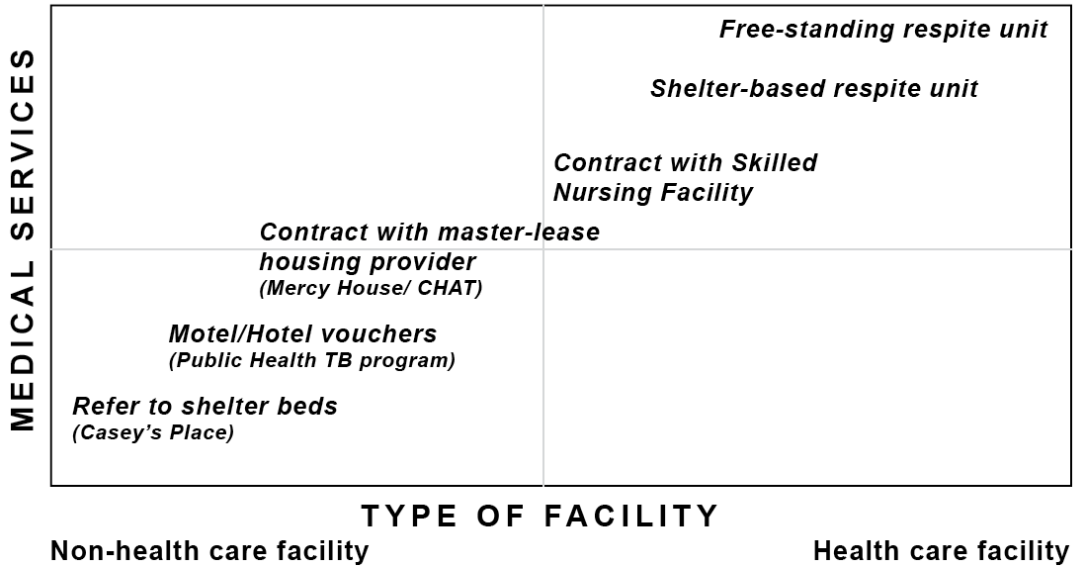 MEDICAL SERVICES
Free-standing respite unit
Shelter-based respite unit
Contract with Skilled
Nursing Facility
Contract with master-lease
housing provider
(Mercy House/ CHAT)
Motel/Hotel vouchers
(Public Health TB program)
Refer to shelter beds
(Casey’s Place)
TYPE OF FACILITY
Non-health care facility
Health care facility